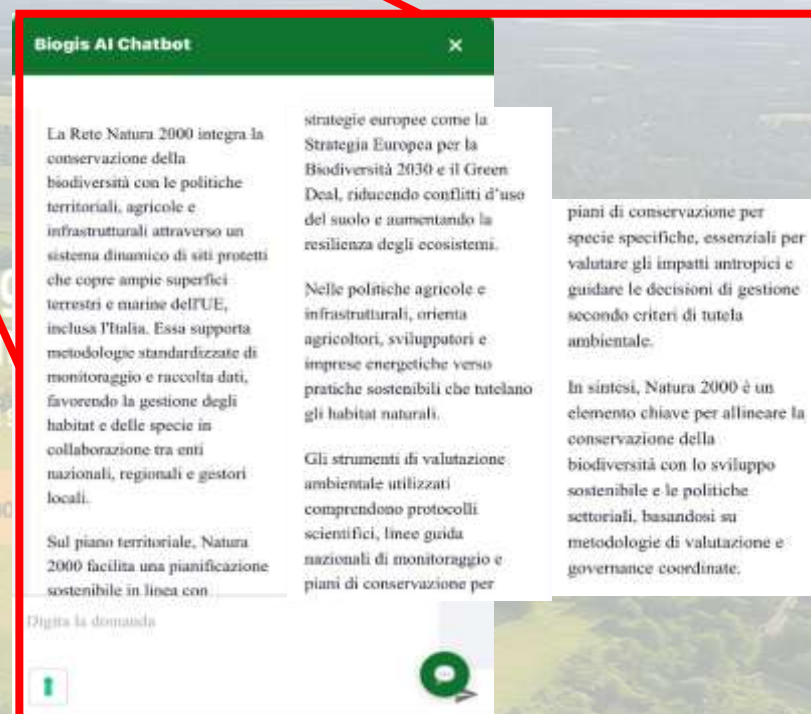 Biogis AI Chatbot
La Rete Natura 2000 integra la
conservazione della
biodiversità con le politiche
territoriali, agricole e
infrastrutturali attraverso un
sistema dinamico di siti protetti
che copre ampie superfici
terrestri e marine dell'UE,
inclusa l'Italia. Essa supporta
metodologie standardizzate di
monitoraggio e raccolta dati,
favorendo la gestione degli
habitat e delle specie in
collaborazione tra enti
nazionali, regionali e gestori
locali.
Sul piano territoriale, Natura
2000 facilita una pianificazione
sostenibile in linea con
strategie europee come la
Strategia Europea per la
Biodiversità 2030 e il Green
Deal, riducendo conflitti d'uso
del suolo e aumentando la
resilienza degli ecosistemi.
Nelle politiche agricole e
infrastrutturali, orienta
agricoltori, sviluppatori e
imprese energetiche verso
pratiche sostenibili che tutelano
gli habitat naturali.
Gli strumenti di valutazione
ambientale utilizzati
comprendono protocolli
scientifici, linee guida
nazionali di monitoraggio e
piani di conservazione per
piani di conservazione per
specie specifiche, essenziali per
valutare gli impatti antropici e
guidare le decisioni di gestione
secondo criteri di tutela
ambientale.
In sintesi, Natura 2000 è un
elemento chiave per allineare la
conservazione della
biodiversità con lo sviluppo
sostenibile e le politiche
settoriali, basandosi su
metodologie di valutazione e
governance coordinate.
Digita la domanda